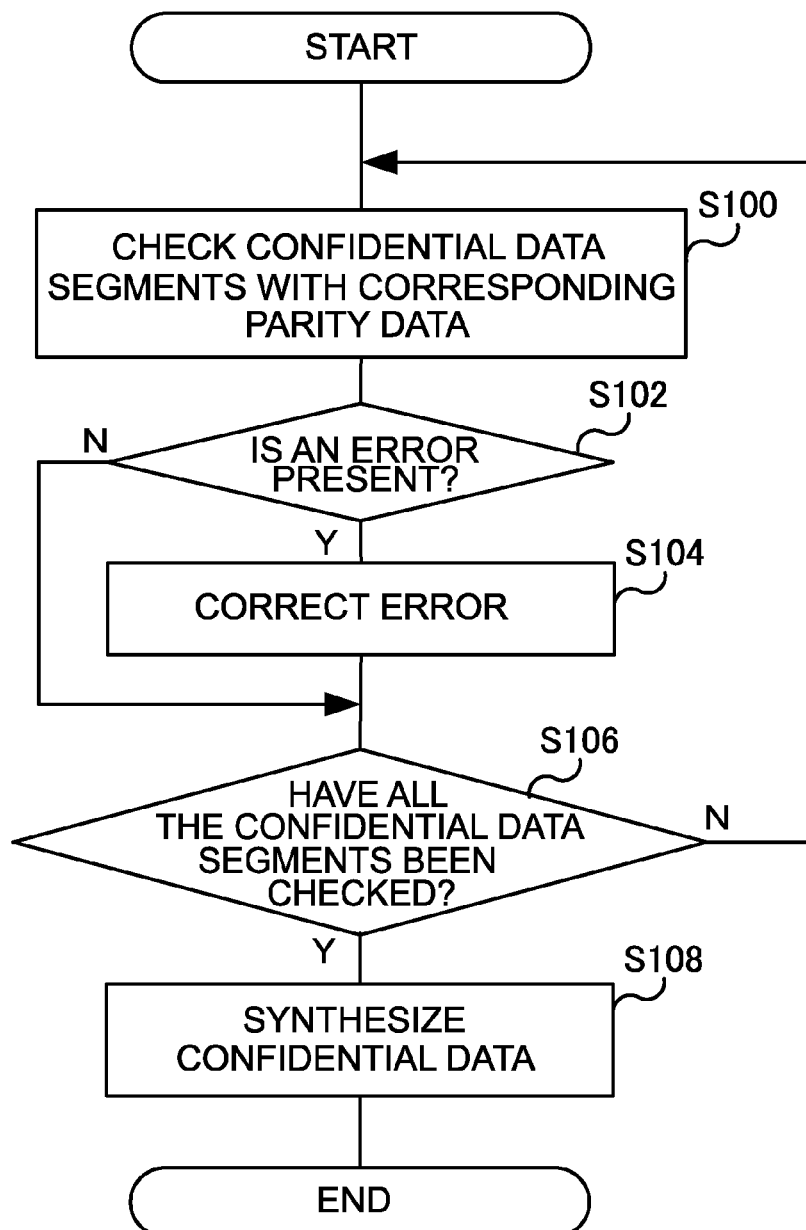 START
S100
CHECK CONFIDENTIAL DATA
SEGMENTS WITH CORRESPONDING
PARITY DATA
S102
N
IS AN ERROR
PRESENT?
Y
S104
CORRECT ERROR
S106
HAVE ALL
THE CONFIDENTIAL DATA
SEGMENTS BEEN
CHECKED?
N
Y
S108
SYNTHESIZE
CONFIDENTIAL DATA
END